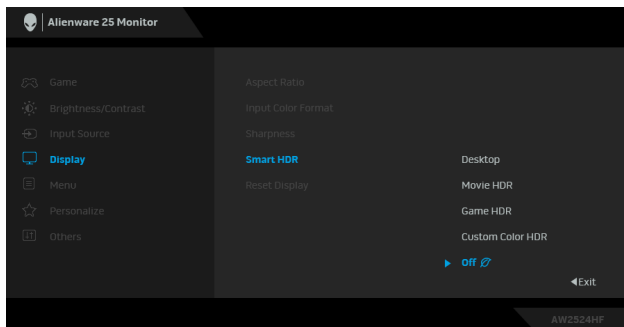 Alienware 25 Monitor
Game
Aspect Ratio
Brightness/Contrast
Input Color Format
Input Source
Sharpness
Display
Smart HDR
Desktop
Menu
Reset Display
Movie HDR
Personalize
Game HDR
Others
Custom Color HDR
Off
Exit
AW2524HF